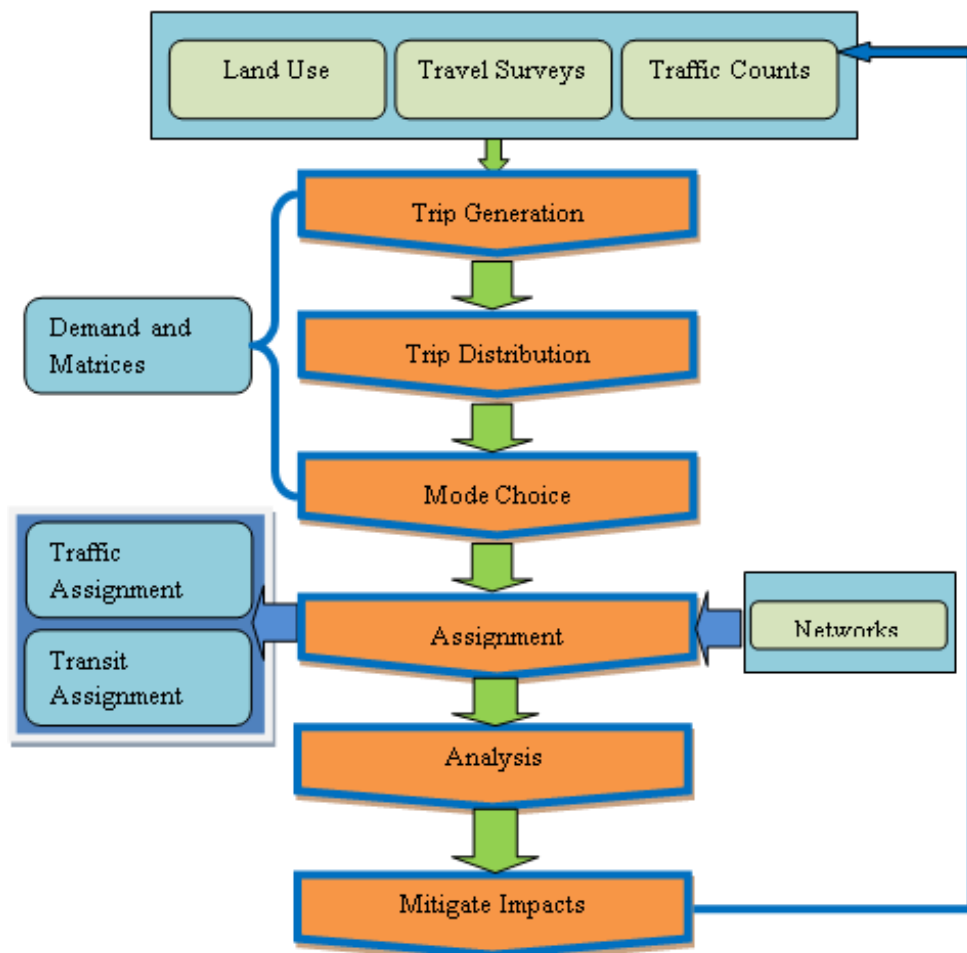 Land Use
Travel Surveys
Traffic Counts
Trip Generation
Demand and
Matrices
Trip Distribution
Mode Choice
Traffic
Assignment
Transit
Assignment
Assignment
Networks
Analysis
Mitigate Impacts